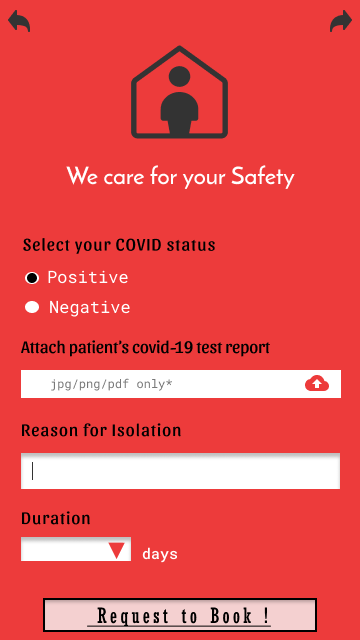 We care for your Safety
Select your COVID status
Positive
Negative
Attach patient's covid-19 test report
jpg/png/pdf only*
Reason for Isolation
Duration
days
Request to Book !